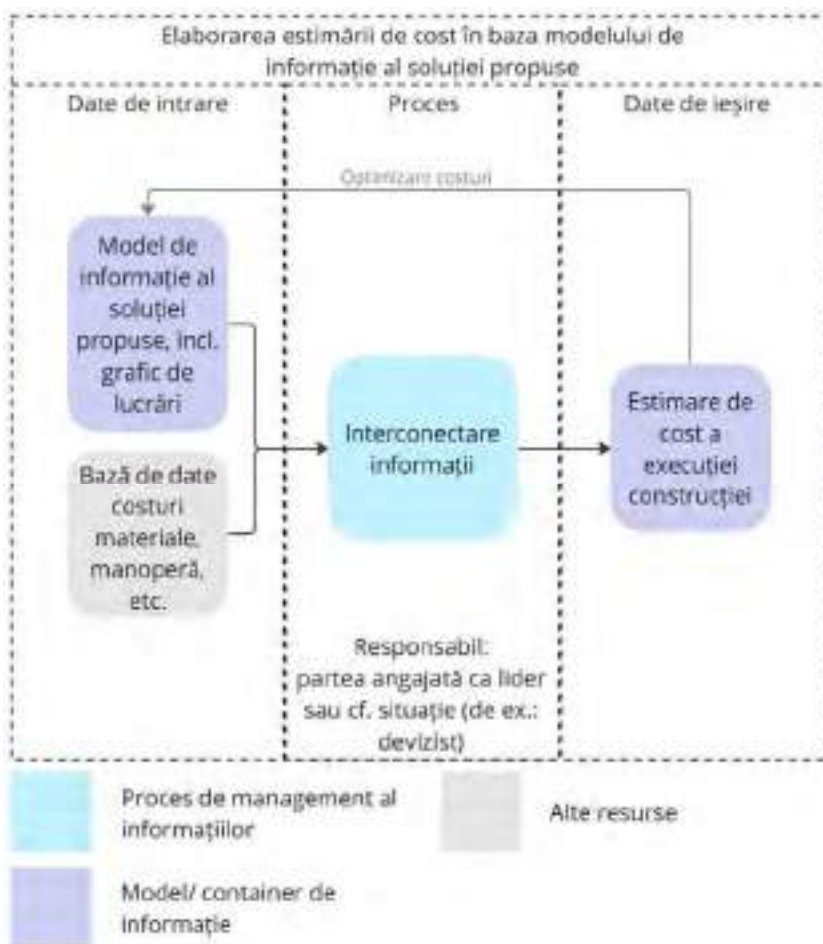 Elaborarea estimării de cost în baza modelului de
informație al soluției propuse
Date de intrare
Proces
Date de ieșire
Optimizare costuri
Model de
informație al
soluției
propuse, incl.
grafic de
lucrări
Bază de date
costuri
materiale,
manoperă,
etc.
Interconectare
informații
Estimare de
cost a
execuției
construcției
Responsabil:
partea angajată ca lider
sau cf. situație (de ex.:
devizist)
Proces de management al
informațiilor
Alte resurse
Model/ container de
informație